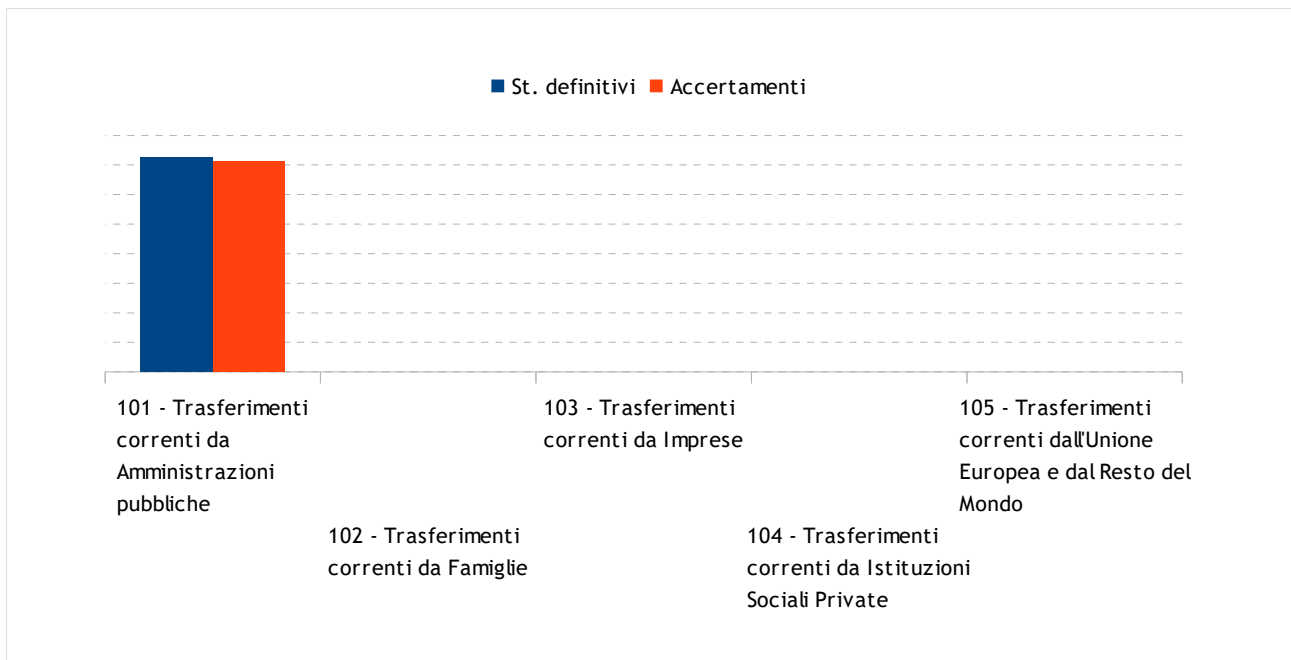 St. definitivi Accertamenti
101 - Trasferimenti
correnti da
Amministrazioni
pubbliche
102 - Trasferimenti
correnti da Famiglie
103 - Trasferimenti
correnti da Imprese
104 - Trasferimenti
correnti da Istituzioni
Sociali Private
105 - Trasferimenti
correnti dall'Unione
Europea e dal Resto del
Mondo